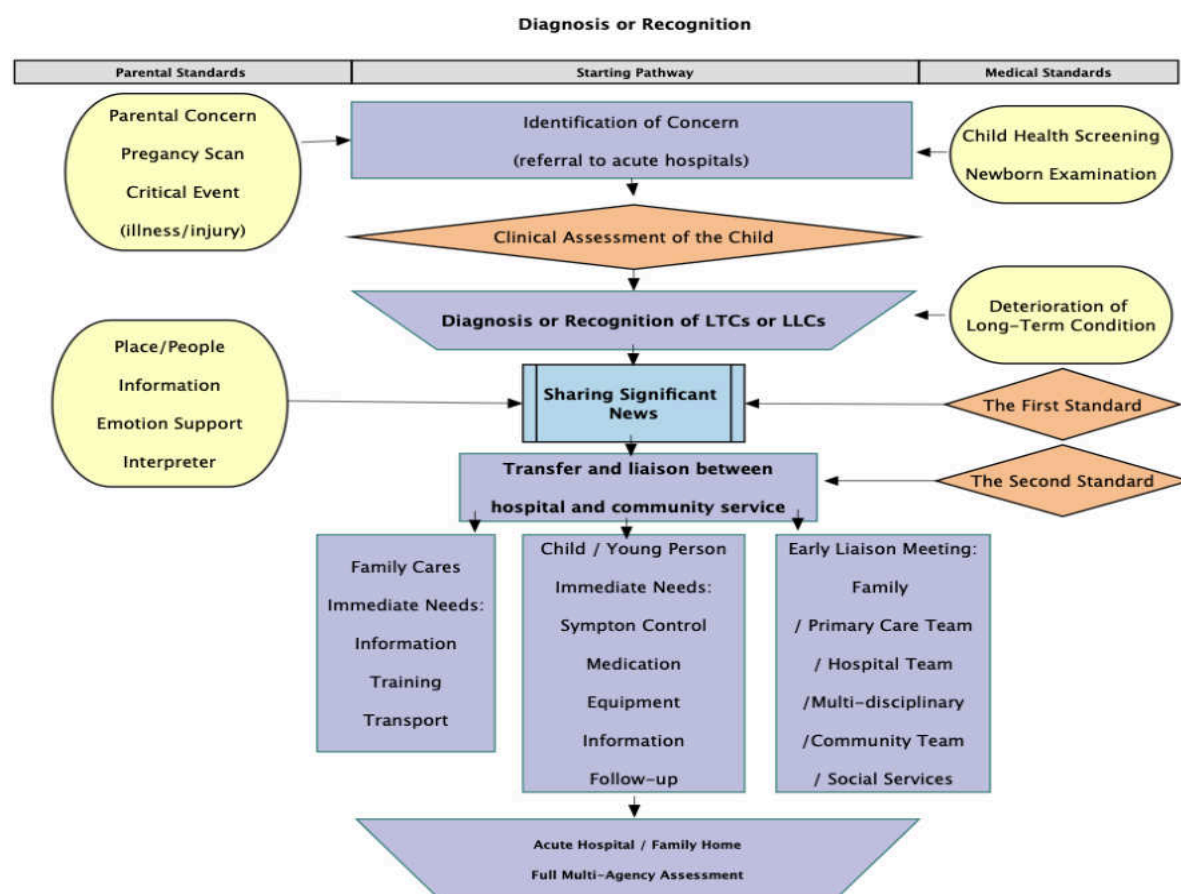 Diagnosis or Recognition
Parental Standards
Starting Pathway
Medical Standards
Parental Concern
Pregancy Scan
Critical Event
(illness/injury)
Identification of Concern
(referral to acute hospitals)
Child Health Screening
Newborn Examination
Clinical Assessment of the Child
Diagnosis or Recognition of LTCs or LLCs
Deterioration of
Long-Term Condition
Place/People
Information
Emotion Support
Interpreter
Sharing Significant
News
The First Standard
Transfer and liaison between
hospital and community service
The Second Standard
Family Cares
Immediate Needs:
Information
Training
Transport
Child / Young Person
Immediate Needs:
Sympton Control
Medication
Equipment
Information
Follow-up
Early Liaison Meeting:
Family
/ Primary Care Team
/ Hospital Team
/Multi-disciplinary
/Community Team
/ Social Services
Acute Hospital / Family Home
Full Multi-Agency Assessment